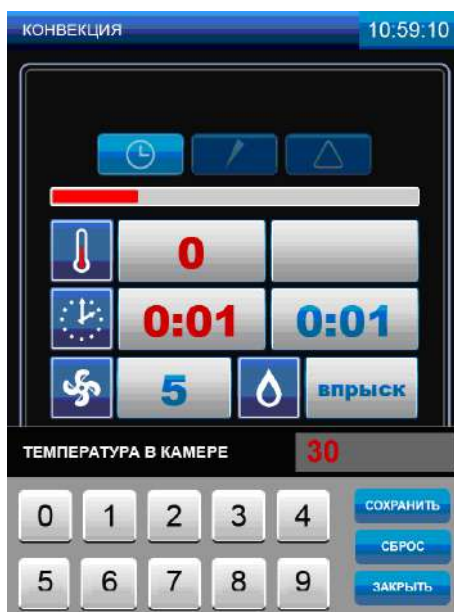 КОНВЕКЦИЯ 10:59:10
0
0:01 0:01
5 впрыск
ТЕМПЕРАТУРА В КАМЕРЕ 30
0 1 2 3 4 СОХРАНИТЬ
СБРОС
5 6 7 8 9 ЗАКРЫТЬ